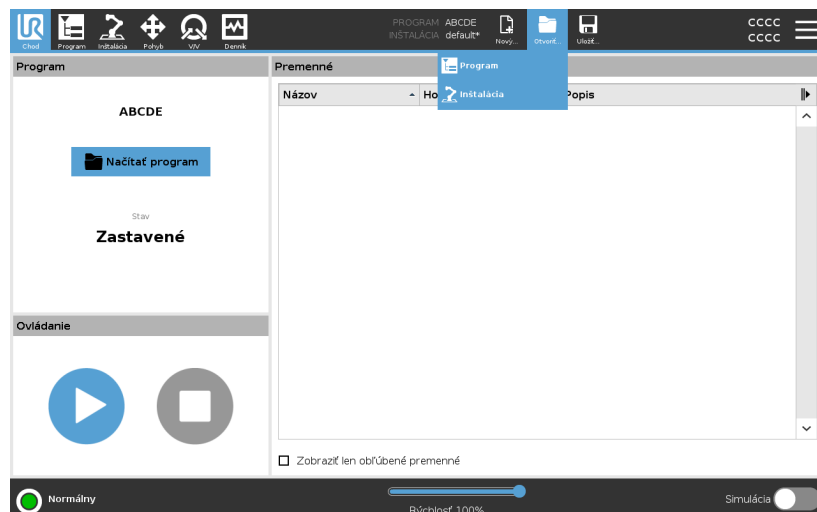 UR
Chod
Program
Inštalácia
Pohyb
V/V
Denník
PROGRAM ABCDE
INŠTALÁCIA default*
Nový...
Otvoriť...
Uložiť...
cccc
cccc
Program
Premenné
Program
Inštalácia
Názov
Ho
Popis
ABCDE
Načítať program
Stav
Zastavené
Ovládanie
Zobraziť len obľúbené premenné
Normálny
Rýchlosť 100%
Simulácia